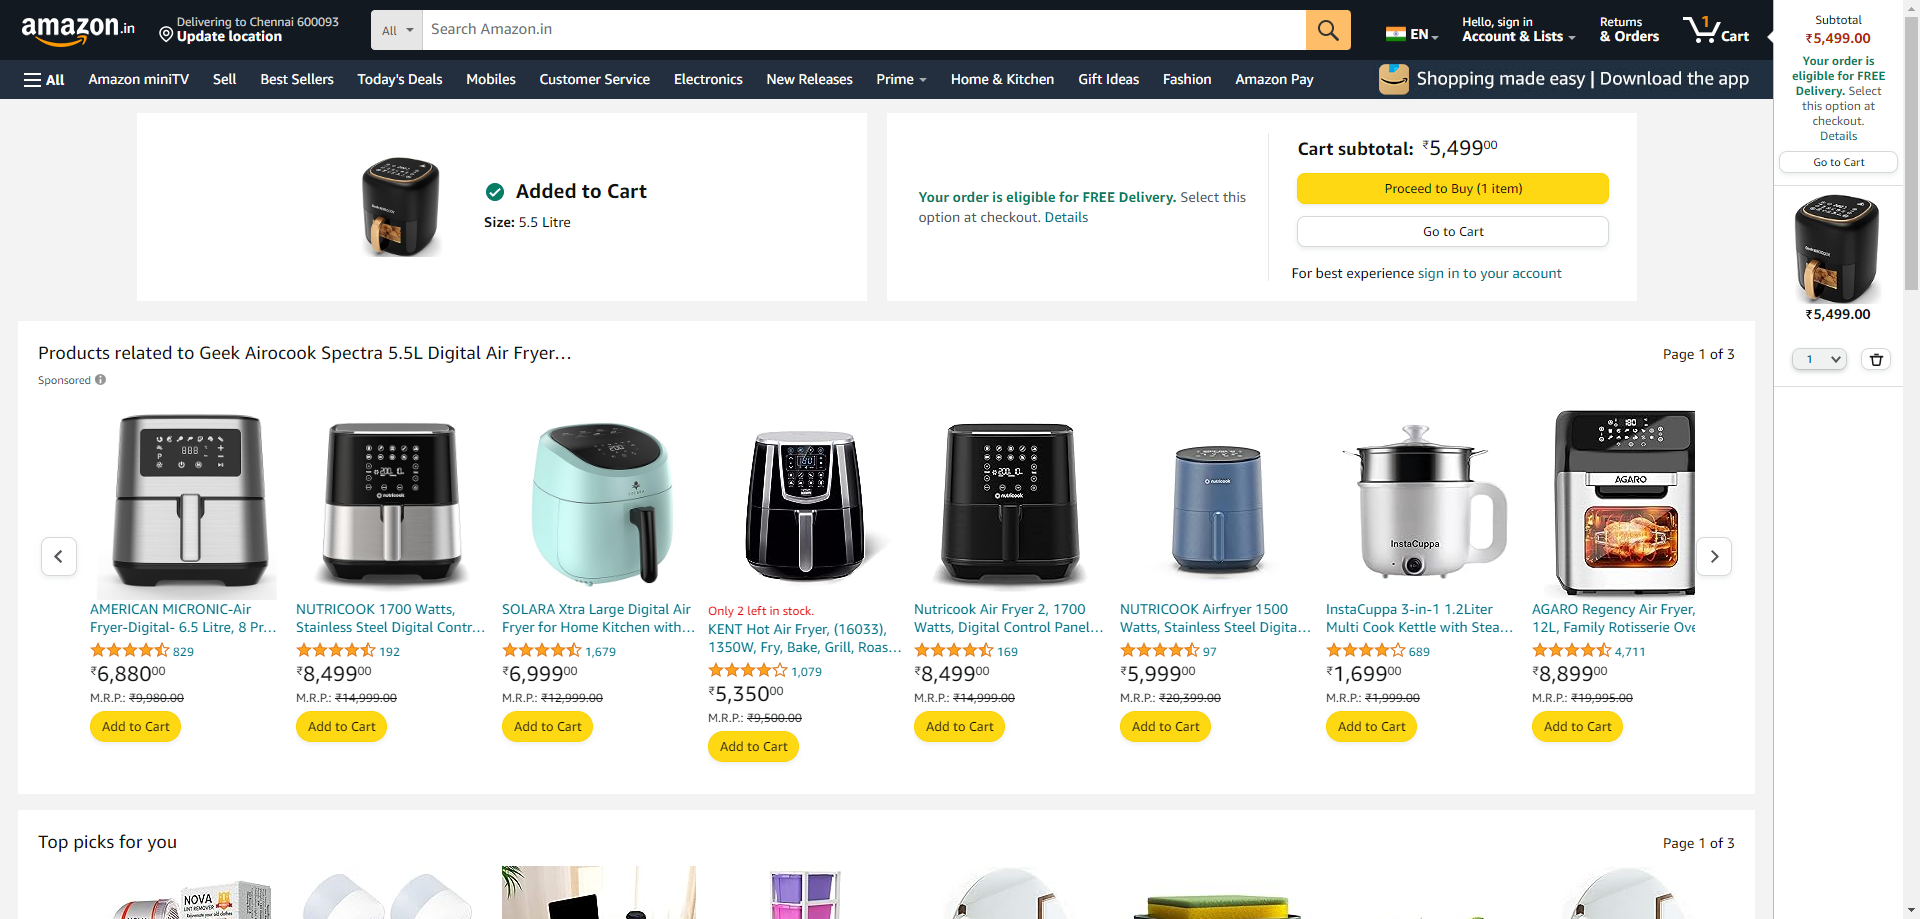 amazon.in
Delivering to Chennai 600093
Update location
All
Search Amazon.in
EN
Hello, sign in
Account & Lists
Returns
& Orders
1
Cart
All
Amazon miniTV
Sell
Best Sellers
Today's Deals
Mobiles
Customer Service
Electronics
New Releases
Prime
Home & Kitchen
Gift Ideas
Fashion
Amazon Pay
Shopping made easy | Download the app
Added to Cart
Size: 5.5 Litre
Your order is eligible for FREE Delivery. Select this
option at checkout. Details
Cart subtotal: ₹5,49900
Proceed to Buy (1 item)
Go to Cart
For best experience sign in to your account
Subtotal
₹5,499.00
Your order is
eligible for FREE
Delivery. Select
this option at
checkout.
Details
Go to Cart
₹5,499.00
1
Products related to Geek Airocook Spectra 5.5L Digital Air Fryer…
Page 1 of 3
Sponsored
nutricook
nutricook
nutricook
InstaCuppa
AGARO
AMERICAN MICRONIC-Air
Fryer-Digital- 6.5 Litre, 8 Pr…
829
₹6,88000
M.R.P.: ₹9,980.00
Add to Cart
NUTRICOOK 1700 Watts,
Stainless Steel Digital Contr…
192
₹8,49900
M.R.P.: ₹14,999.00
Add to Cart
SOLARA Xtra Large Digital Air
Fryer for Home Kitchen with…
1,679
₹6,99900
M.R.P.: ₹12,999.00
Add to Cart
Only 2 left in stock.
KENT Hot Air Fryer, (16033),
1350W, Fry, Bake, Grill, Roas…
1,079
₹5,35000
M.R.P.: ₹9,500.00
Add to Cart
Nutricook Air Fryer 2, 1700
Watts, Digital Control Panel…
169
₹8,49900
M.R.P.: ₹14,999.00
Add to Cart
NUTRICOOK Airfryer 1500
Watts, Stainless Steel Digita…
97
₹5,99900
M.R.P.: ₹20,399.00
Add to Cart
InstaCuppa 3-in-1 1.2Liter
Multi Cook Kettle with Stea…
689
₹1,69900
M.R.P.: ₹1,999.00
Add to Cart
AGARO Regency Air Fryer,
12L, Family Rotisserie Ove
4,711
₹8,89900
M.R.P.: ₹19,995.00
Add to Cart
Top picks for you
Page 1 of 3
NOVA
LINT REMOVER